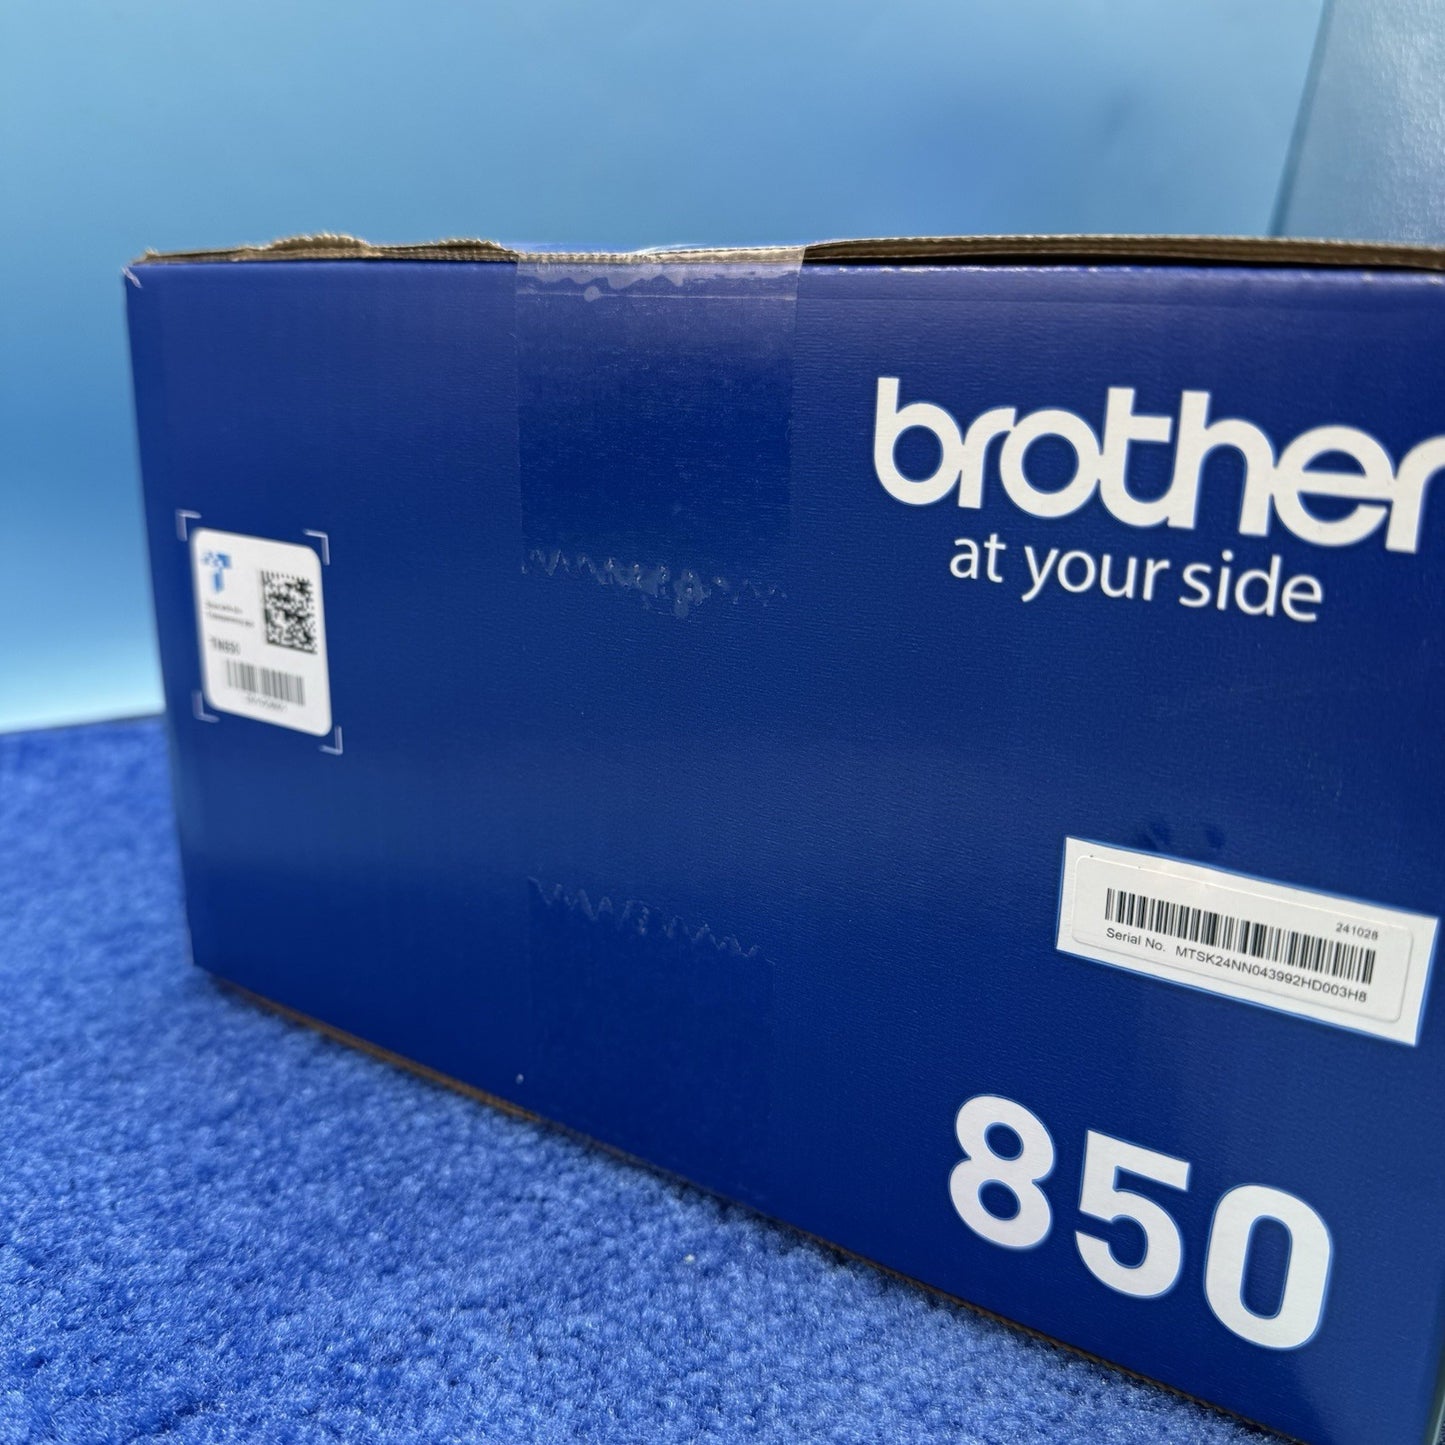 brother
at your side
TN850
241028
Serial No. MTSK24NN043992HD003H8
850